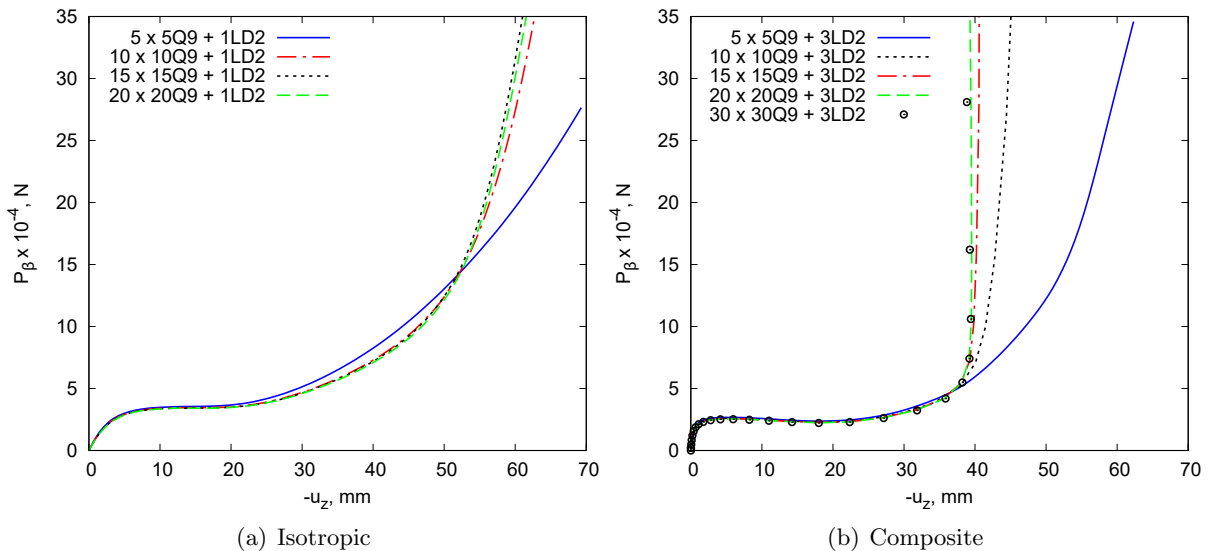 35
30
25
20
15
10
5
0
0 10 20 30 40 50 60 70
P_β x 10^-4, N
-u_z, mm
5 x 5Q9 + 1LD2
10 x 10Q9 + 1LD2
15 x 15Q9 + 1LD2
20 x 20Q9 + 1LD2
(a) Isotropic
35
30
25
20
15
10
5
0
0 10 20 30 40 50 60 70
P_β x 10^-4, N
-u_z, mm
5 x 5Q9 + 3LD2
10 x 10Q9 + 3LD2
15 x 15Q9 + 3LD2
20 x 20Q9 + 3LD2
30 x 30Q9 + 3LD2
(b) Composite